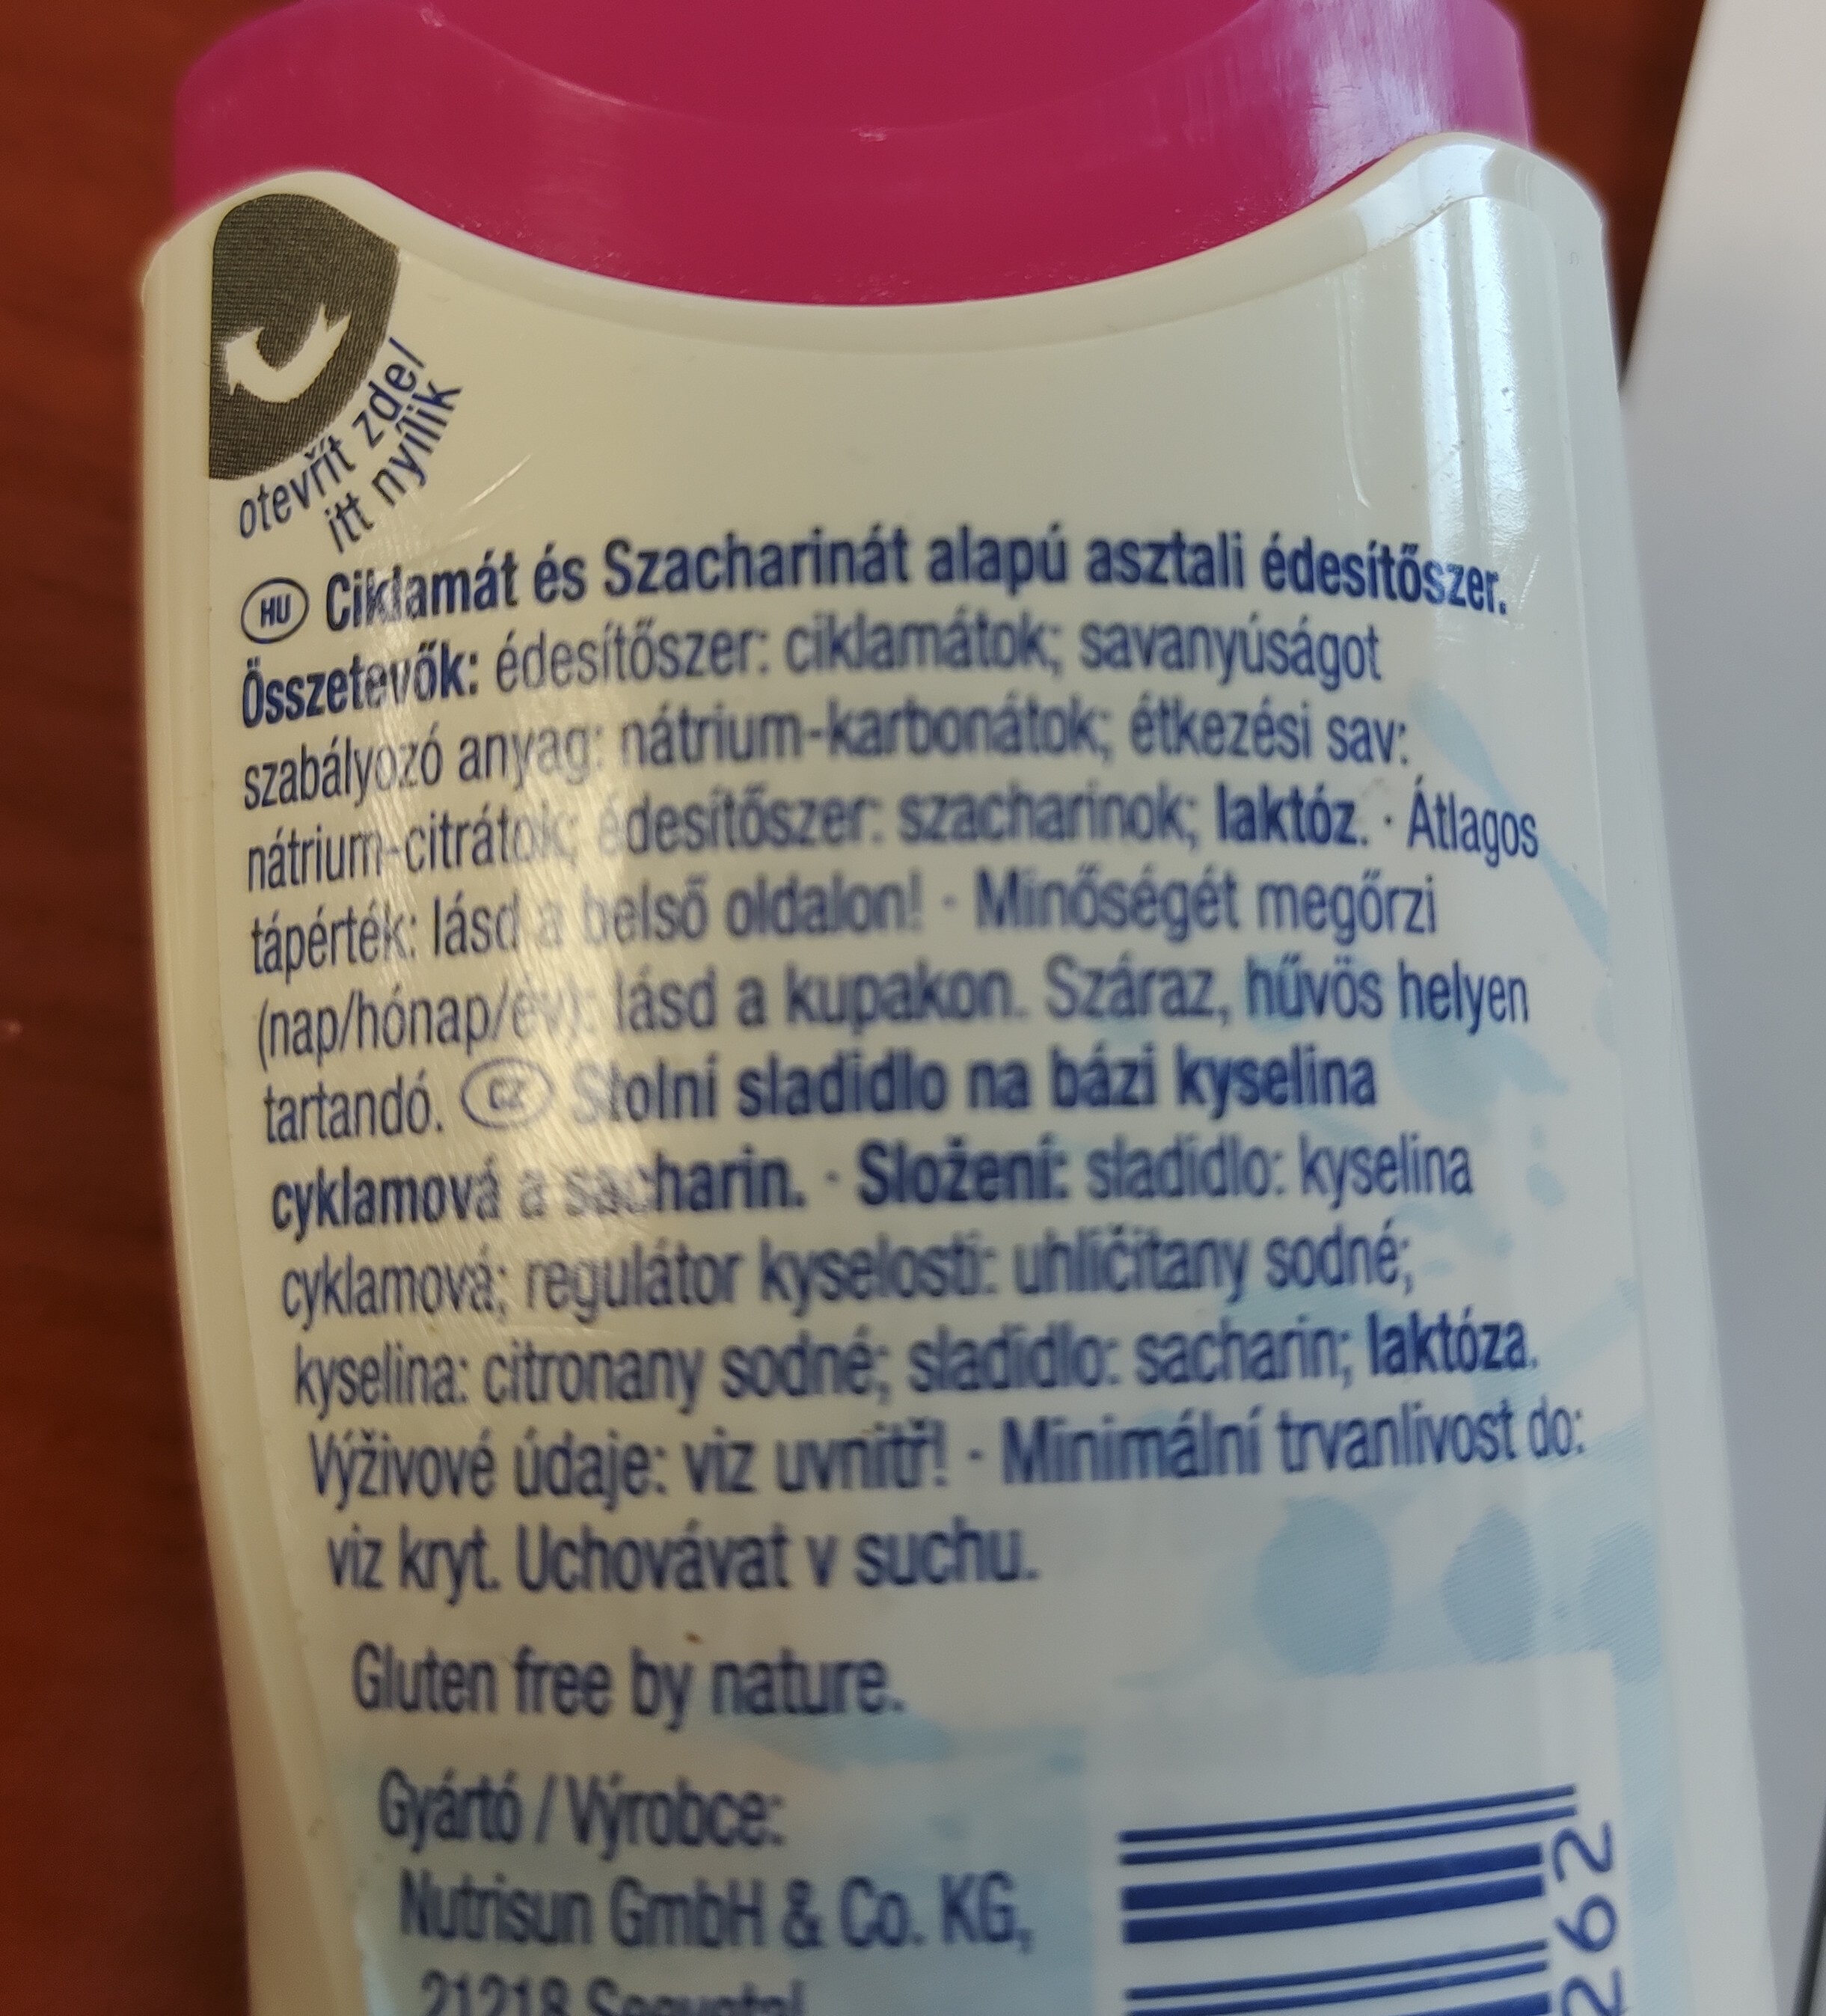 otevřít zde!
itt nyílik
HU Ciklamát és Szacharinát alapú asztali édesítőszer.
Összetevők: édesítőszer: ciklamátok; savanyúságot
szabályozó anyag: nátrium-karbonátok; étkezési sav:
nátrium-citrátok; édesítőszer: szacharinok; laktóz. · Átlagos
tápérték: lásd a belső oldalon! · Minőségét megőrzi
(nap/hónap/év): lásd a kupakon. Száraz, hűvös helyen
tartandó. CZ Stolní sladidlo na bázi kyselina
cyklamová a sacharin. · Složení: sladidlo: kyselina
cyklamová; regulátor kyselosti: uhličitany sodné;
kyselina: citronany sodné; sladidlo: sacharin; laktóza.
Výživové údaje: viz uvnitř! · Minimální trvanlivost do:
viz kryt. Uchovávat v suchu.
Gluten free by nature.
Gyártó / Výrobce:
Nutrisun GmbH & Co. KG,
21218 Seevetal
262